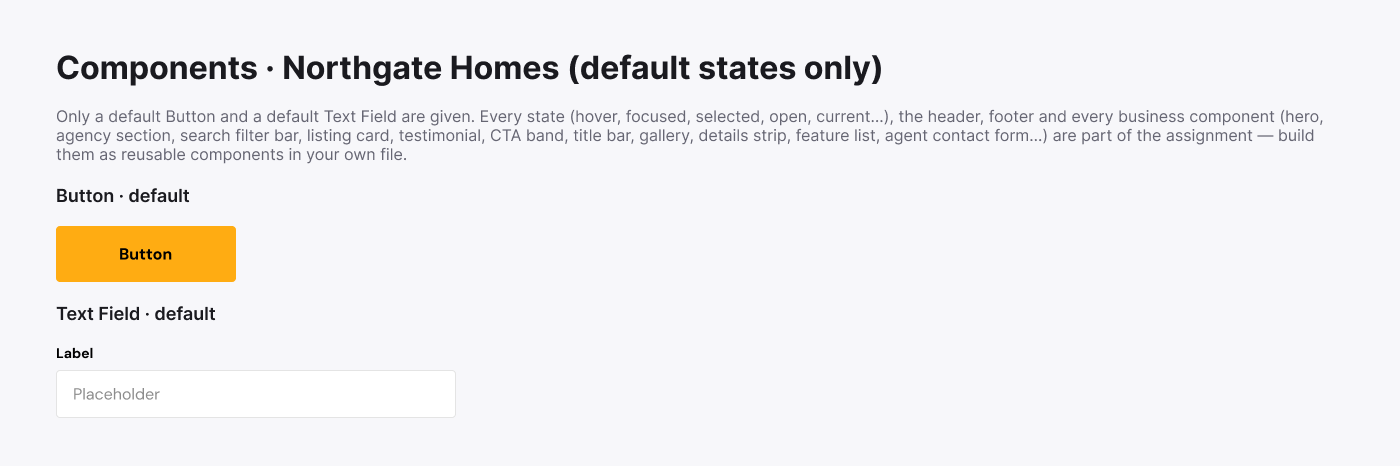 Components · Northgate Homes (default states only)
Only a default Button and a default Text Field are given. Every state (hover, focused, selected, open, current...), the header, footer and every business component (hero,
agency section, search filter bar, listing card, testimonial, CTA band, title bar, gallery, details strip, feature list, agent contact form...) are part of the assignment — build
them as reusable components in your own file.
Button · default
Button
Text Field · default
Label
Placeholder